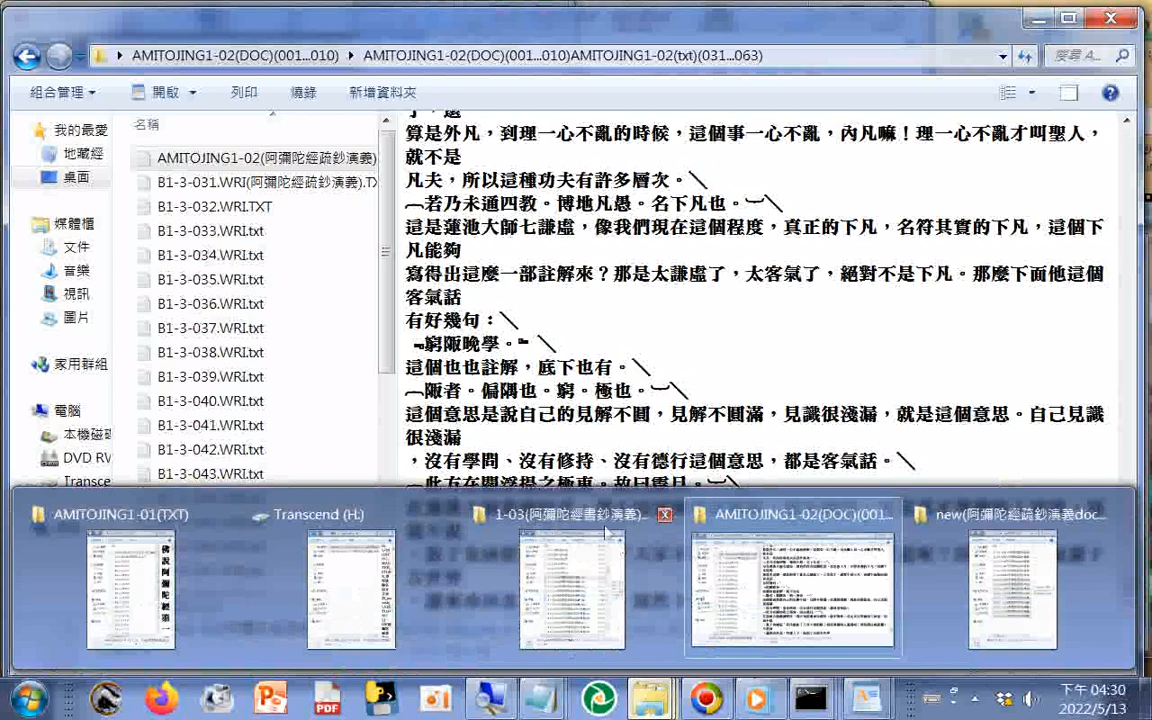 AMITOJING1-02(DOC)(001...010)
AMITOJING1-02(DOC)(001...010)AMITOJING1-02(txt)(031...063)
搜尋 A...
組合管理
開啟
列印
燒錄
新增資料夾
我的最愛
地藏經
桌面
媒體櫃
文件
音樂
視訊
圖片
家用群組
電腦
本機磁碟
DVD RW
Transce
名稱
AMITOJING1-02(阿彌陀經疏鈔演義)
B1-3-031.WRI(阿彌陀經疏鈔演義).TX
B1-3-032.WRI.TXT
B1-3-033.WRI.txt
B1-3-034.WRI.txt
B1-3-035.WRI.txt
B1-3-036.WRI.txt
B1-3-037.WRI.txt
B1-3-038.WRI.txt
B1-3-039.WRI.txt
B1-3-040.WRI.txt
B1-3-041.WRI.txt
B1-3-042.WRI.txt
B1-3-043.WRI.txt
算是外凡，到理一心不亂的時候，這個事一心不亂，內凡嘛！理一心不亂才叫聖人，
就不是
凡夫，所以這種功夫有許多層次。╲
︵若乃未通四教。博地凡愚。名下凡也。︶╲
這是蓮池大師七謙虛，像我們現在這個程度，真正的下凡，名符其實的下凡，這個下
凡能夠
寫得出這麼一部註解來？那是太謙虛了，太客氣了，絕對不是下凡。那麼下面他這個
客氣話
有好幾句：╲
﹃窮陬晚學。﹄╲
這個也也註解，底下也有。╲
︵陬者。偏隅也。窮。極也。︶╲
這個意思是說自己的見解不圓，見解不圓滿，見識很淺漏，就是這個意思。自己見識
很淺漏
，沒有學問、沒有修持、沒有德行這個意思，都是客氣話。╲
AMITOJING1-01(TXT)
Transcend (H:)
1-03(阿彌陀經書鈔演義)...
AMITOJING1-02(DOC)(001...
new(阿彌陀經疏鈔演義doc...
佛說阿彌陀經
下午 04:30
2022/5/13